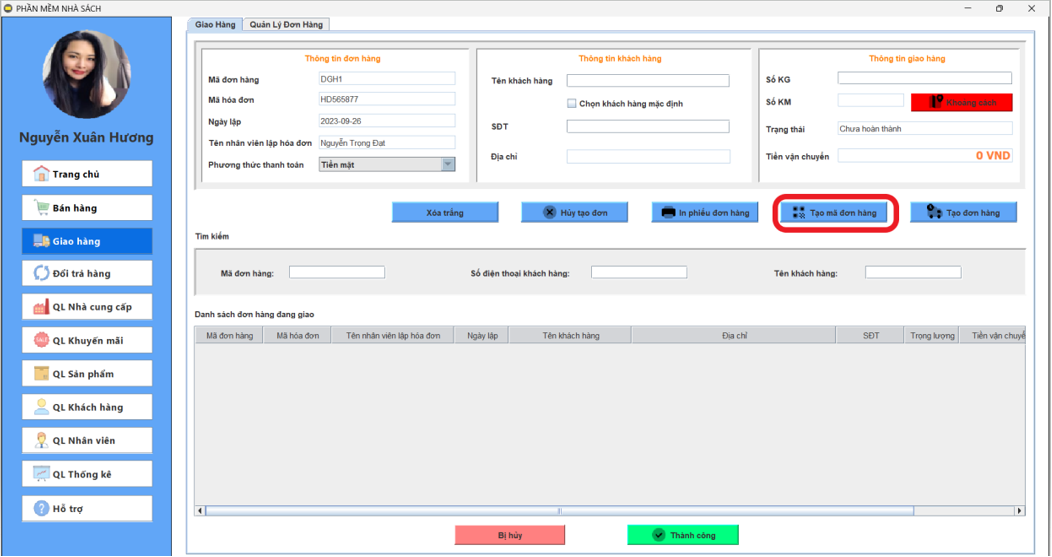 PHẦN MỀM NHÀ SÁCH
Nguyễn Xuân Hương
Trang chủ
Bán hàng
Giao hàng
Đổi trả hàng
QL Nhà cung cấp
SALE
QL Khuyến mãi
QL Sản phẩm
QL Khách hàng
QL Nhân viên
QL Thống kê
Hỗ trợ
Giao Hàng Quản Lý Đơn Hàng
Thông tin đơn hàng
Mã đơn hàng DGH1
Mã hóa đơn HD565877
Ngày lập 2023-09-26
Tên nhân viên lập hóa đơn Nguyễn Trọng Đat
Phương thức thanh toán Tiền mặt
Thông tin khách hàng
Tên khách hàng
Chọn khách hàng mặc định
SĐT
Địa chỉ
Thông tin giao hàng
Số KG
Số KM Khoảng cách
Trạng thái Chưa hoàn thành
Tiền vận chuyển 0 VND
Xóa trắng Hủy tạo đơn In phiếu đơn hàng Tạo mã đơn hàng Tạo đơn hàng
Tìm kiếm
Mã đơn hàng: Số điện thoại khách hàng: Tên khách hàng:
Danh sách đơn hàng đang giao
Mã đơn hàng Mã hóa đơn Tên nhân viên lập hóa đơn Ngày lập Tên khách hàng Địa chỉ SĐT Trọng lượng Tiền vận chuyể
Bị hủy Thành công